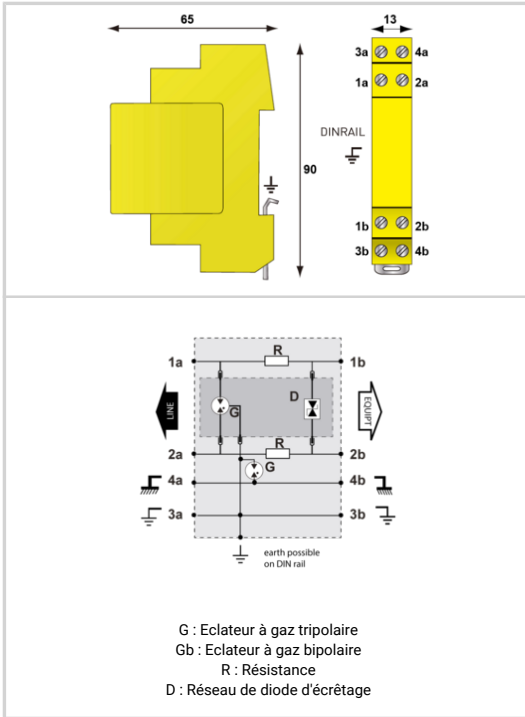 65
13
3a 4a
1a 2a
DINRAIL
90
1b 2b
3b 4b
R
1a 1b
LINE
G
D
EQUIPT
R
2a 2b
G
4a 4b
3a 3b
earth possible
on DIN rail
G : Eclateur à gaz tripolaire
Gb : Eclateur à gaz bipolaire
R : Résistance
D : Réseau de diode d'écrêtage